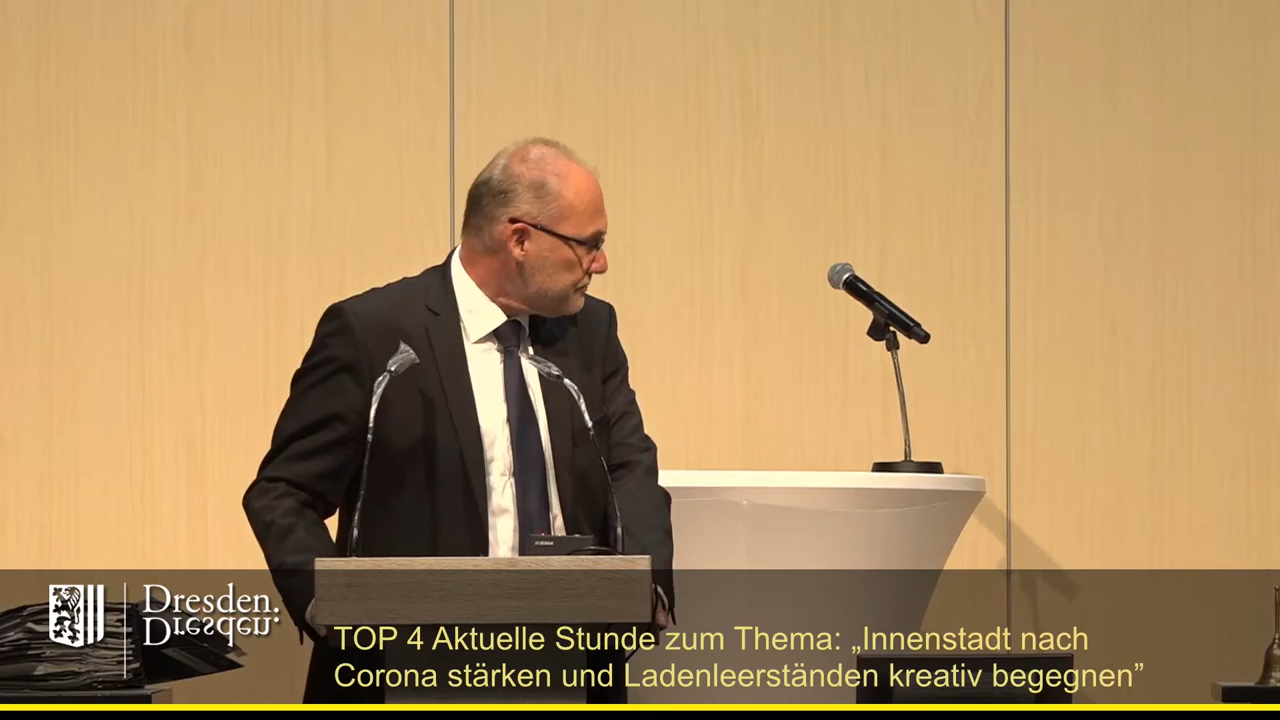 Dresden.
Dresden.
TOP 4 Aktuelle Stunde zum Thema: „Innenstadt nach
Corona stärken und Ladenleerständen kreativ begegnen”